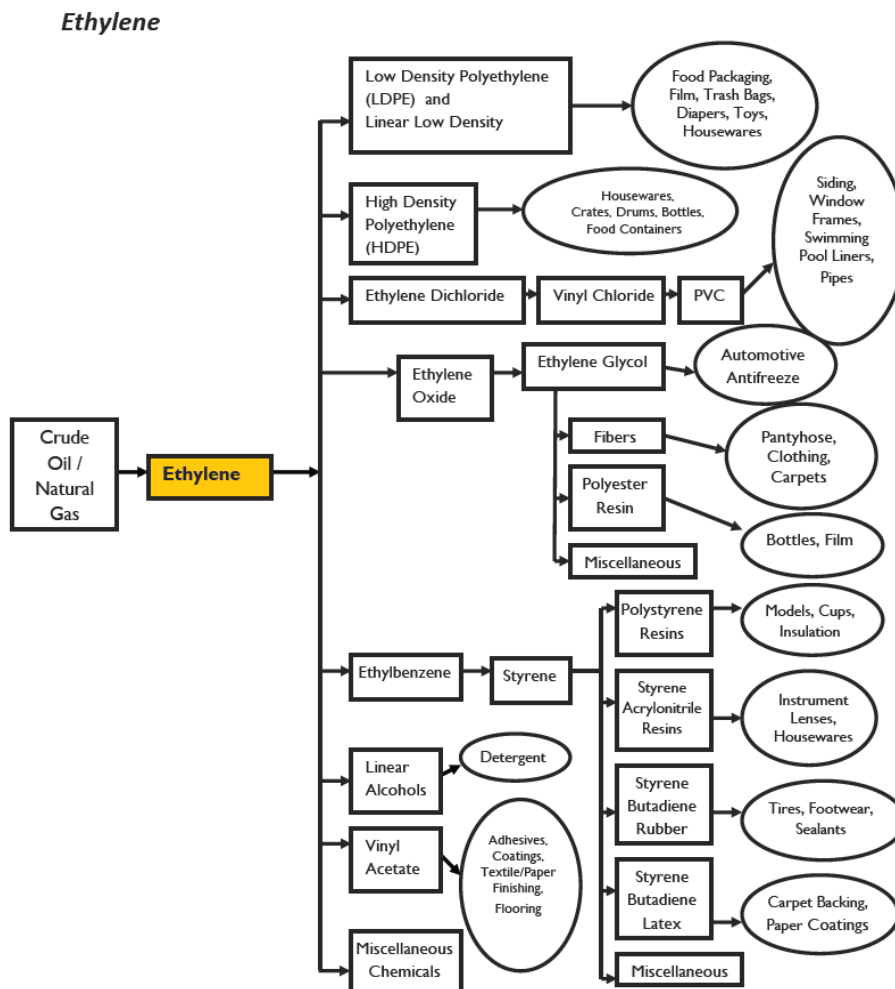 Ethylene
Low Density Polyethylene
(LDPE) and
Linear Low Density
Food Packaging,
Film, Trash Bags,
Diapers, Toys,
Housewares
High Density
Polyethylene
(HDPE)
Housewares,
Crates, Drums, Bottles,
Food Containers
Siding,
Window
Frames,
Swimming
Pool Liners,
Pipes
Ethylene Dichloride
Vinyl Chloride
PVC
Ethylene
Oxide
Ethylene Glycol
Automotive
Antifreeze
Crude
Oil /
Natural
Gas
Ethylene
Fibers
Pantyhose,
Clothing,
Carpets
Polyester
Resin
Bottles, Film
Miscellaneous
Ethylbenzene
Styrene
Polystyrene
Resins
Models, Cups,
Insulation
Styrene
Acrylonitrile
Resins
Instrument
Lenses,
Housewares
Linear
Alcohols
Detergent
Styrene
Butadiene
Rubber
Tires, Footwear,
Sealants
Vinyl
Acetate
Adhesives,
Coatings,
Textile/Paper
Finishing,
Flooring
Styrene
Butadiene
Latex
Carpet Backing,
Paper Coatings
Miscellaneous
Chemicals
Miscellaneous